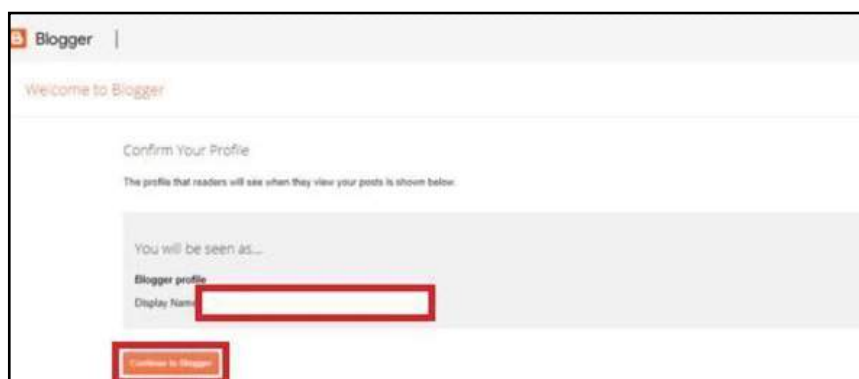 Blogger
Welcome to Blogger
Confirm Your Profile
The profile that readers will see when they view your posts is shown below.
You will be seen as...
Blogger profile
Display Name
Continue to Blogger